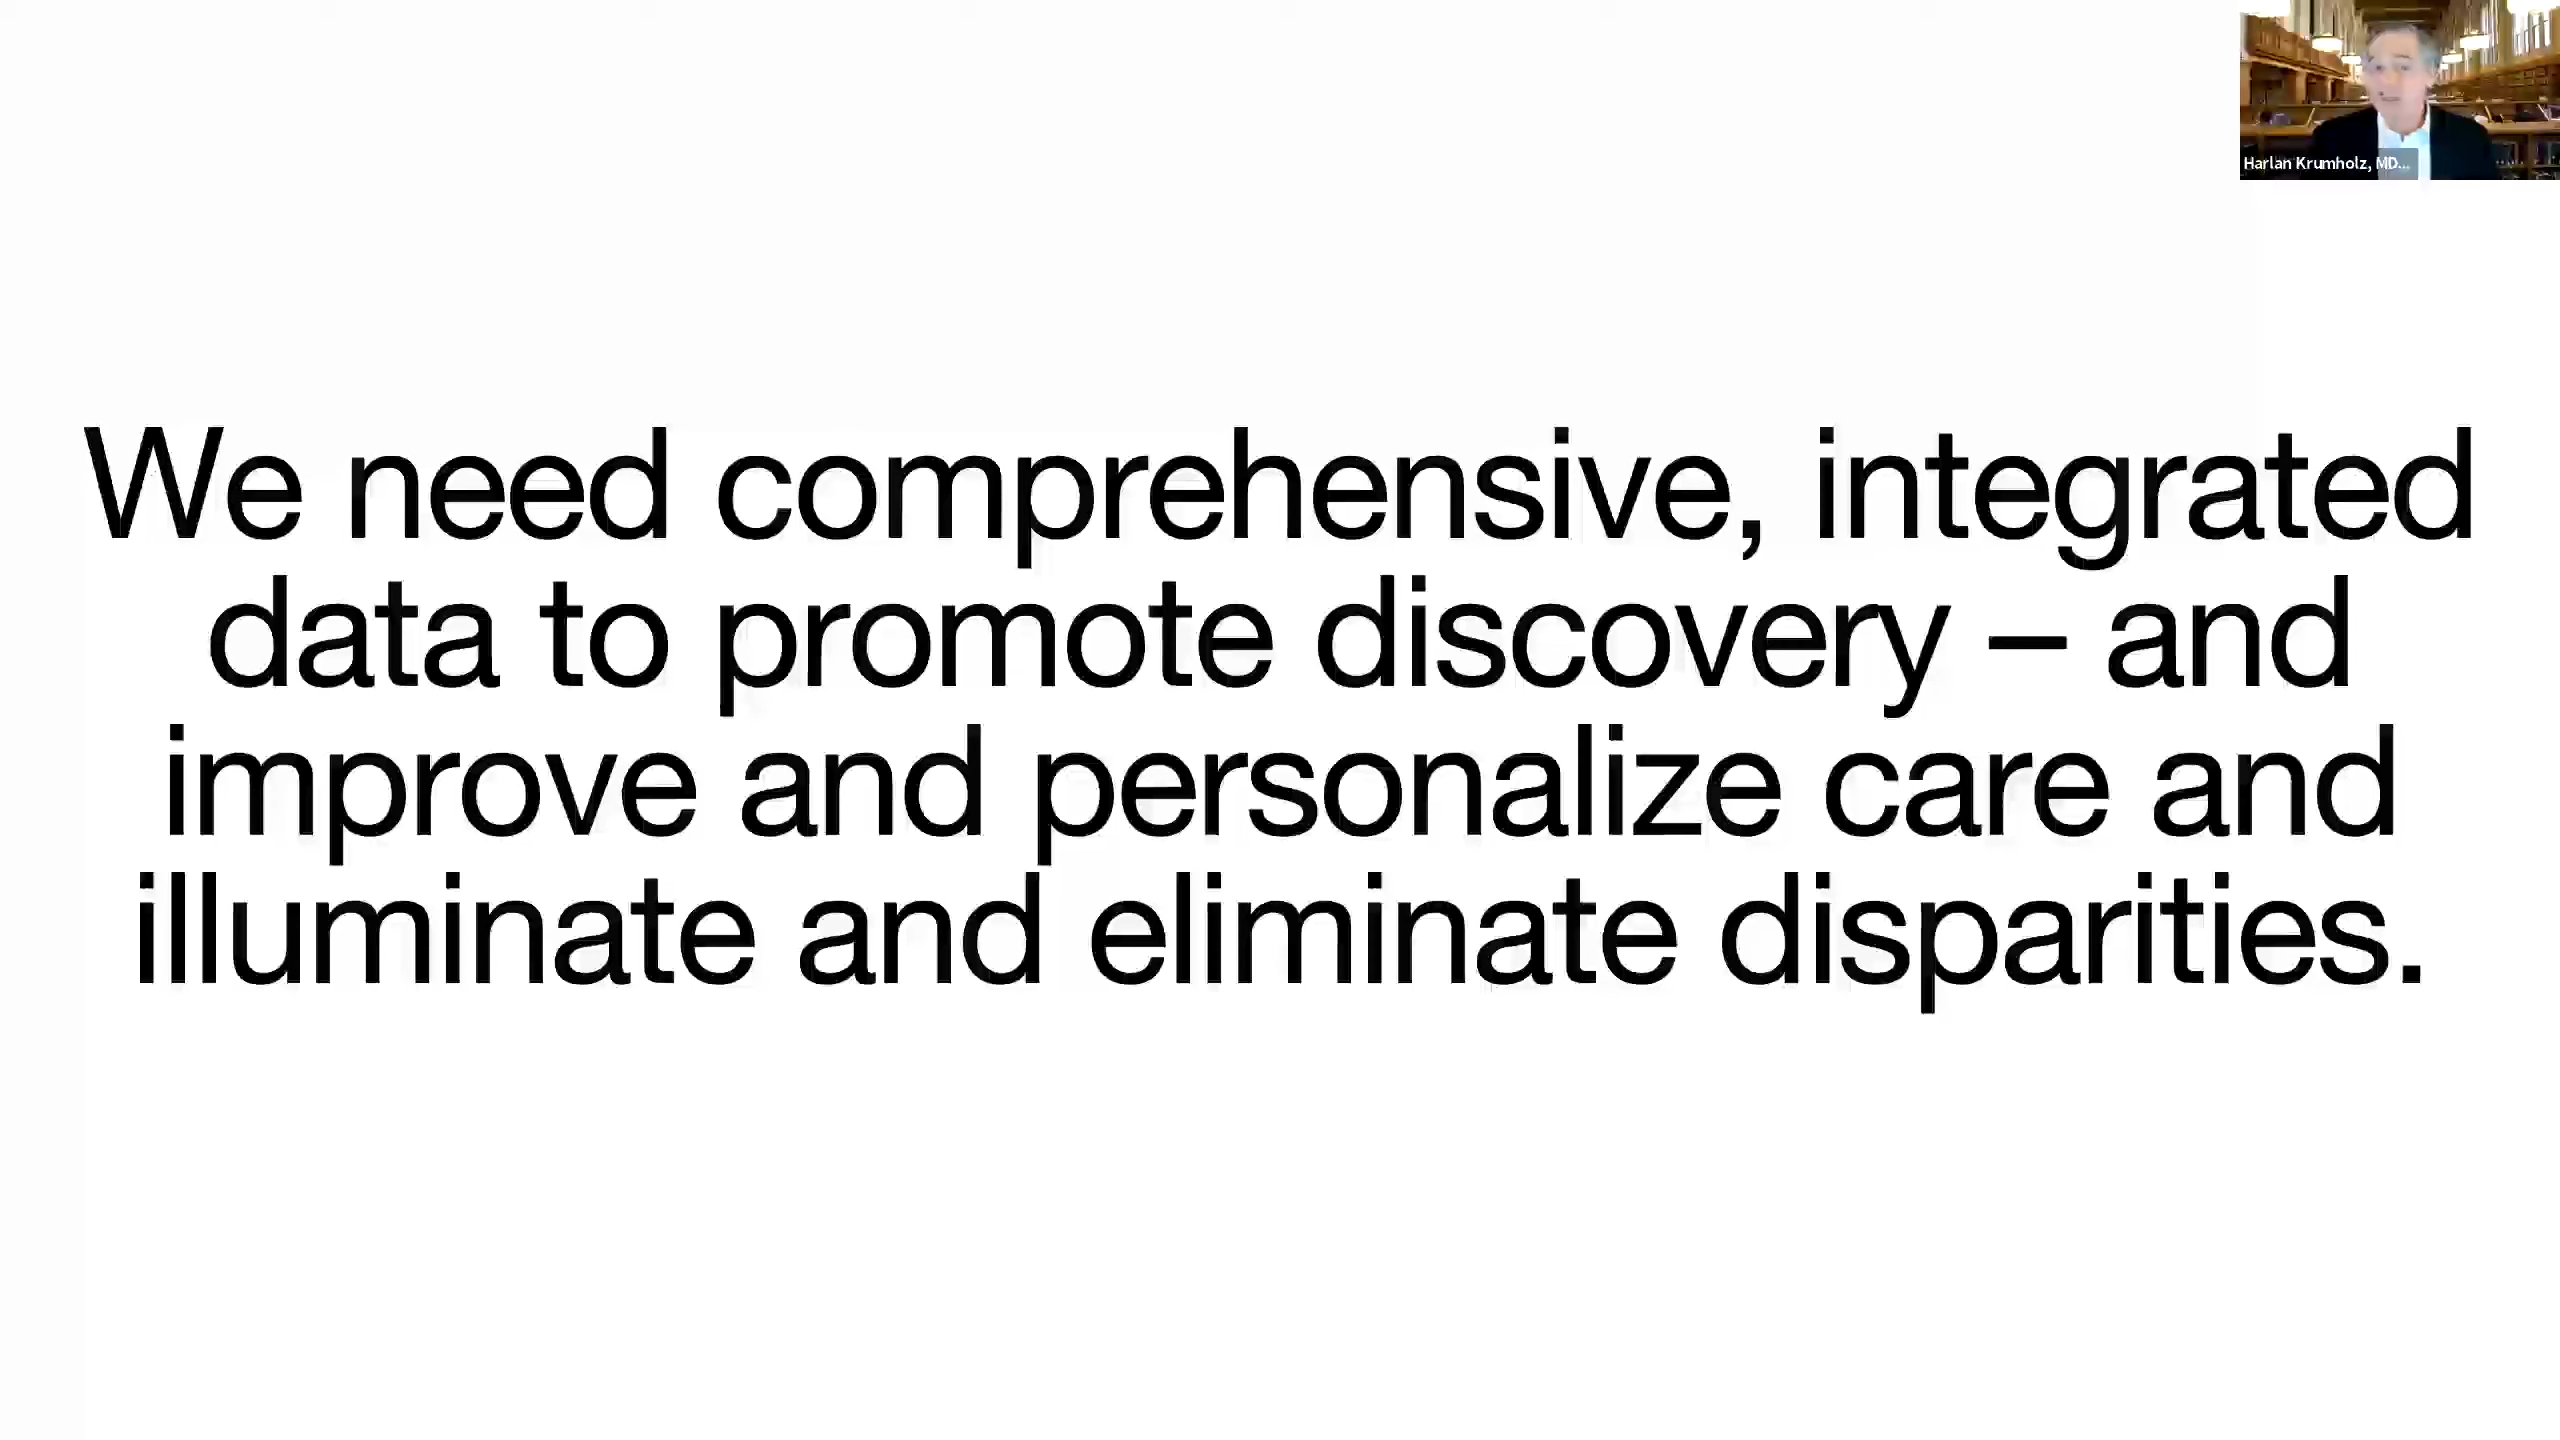 Harlan Krumholz, MD...
We need comprehensive, integrated
data to promote discovery – and
improve and personalize care and
illuminate and eliminate disparities.